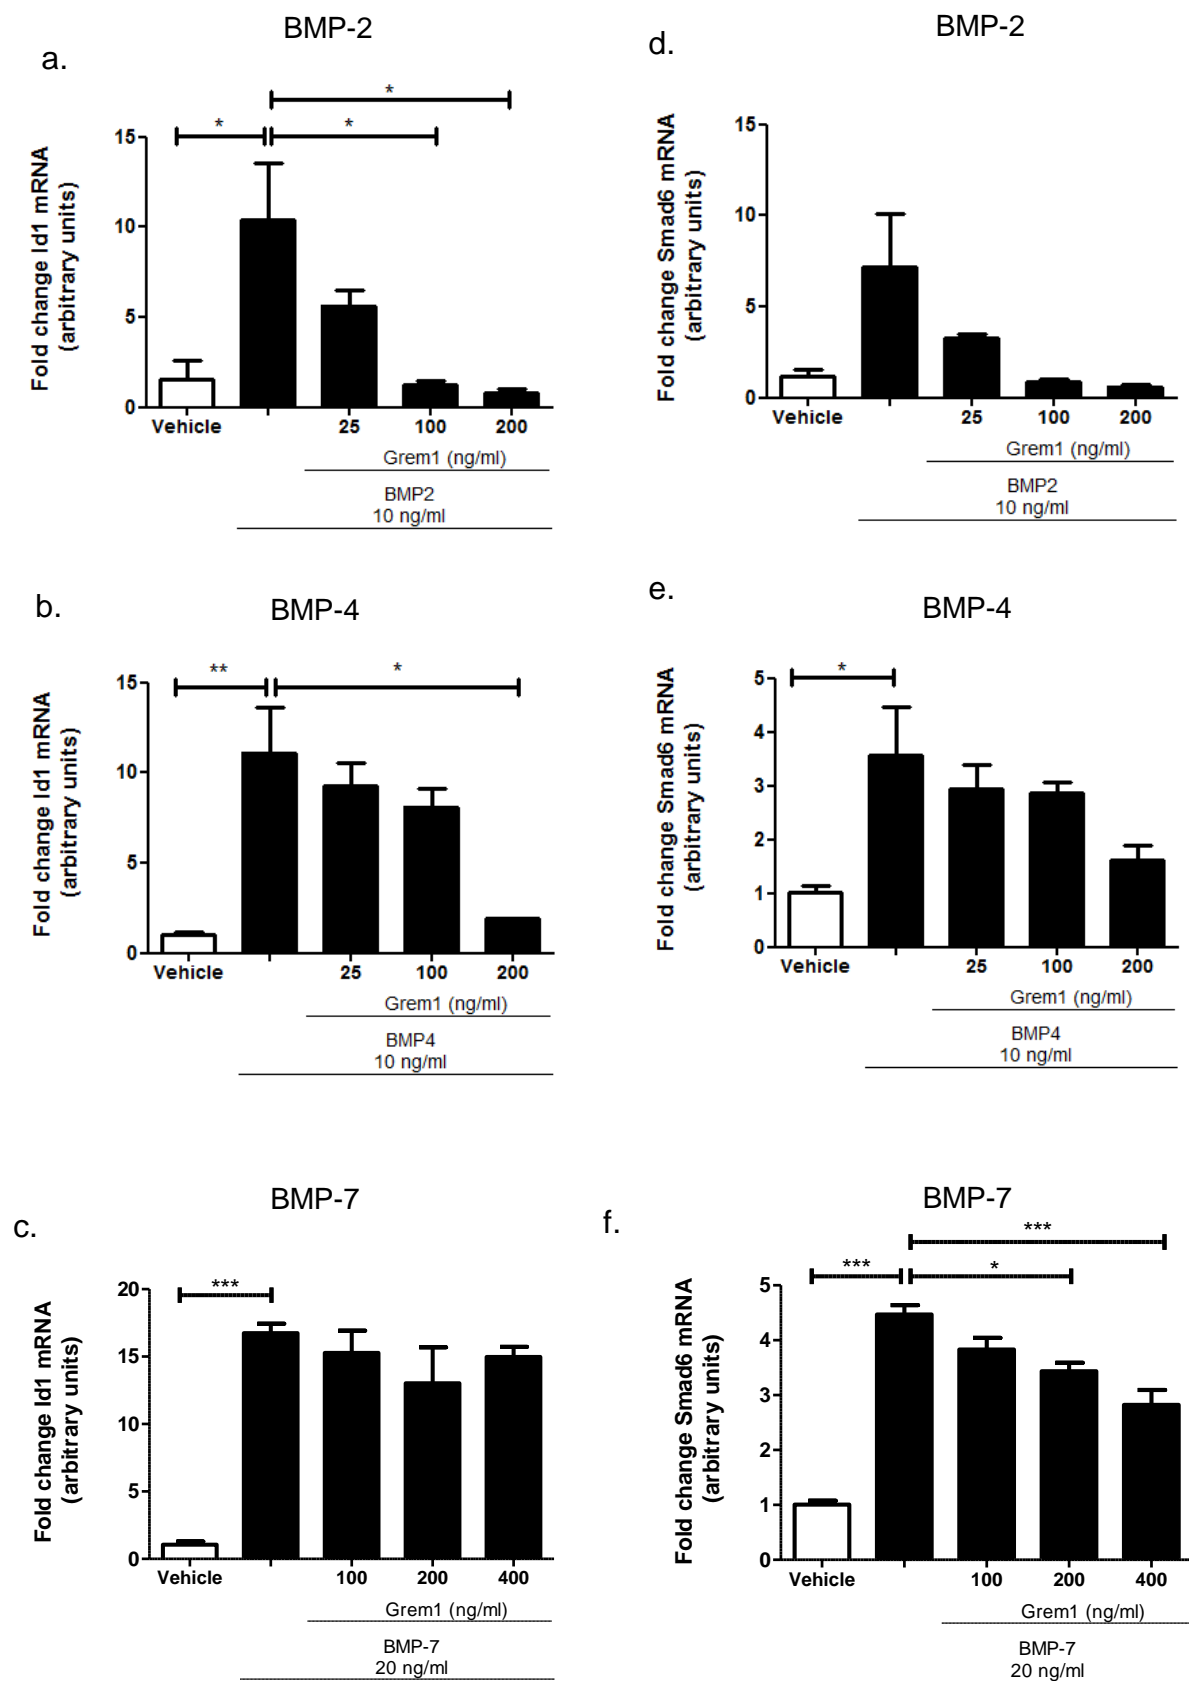 a.
BMP-2
*
*
*
Fold change Id1 mRNA
(arbitrary units)
15
10
5
0
Vehicle
25
100
200
Grem1 (ng/ml)
BMP2
10 ng/ml
d.
BMP-2
Fold change Smad6 mRNA
(arbitrary units)
15
10
5
0
Vehicle
25
100
200
Grem1 (ng/ml)
BMP2
10 ng/ml
b.
BMP-4
**
*
Fold change Id1 mRNA
(arbitrary units)
15
10
5
0
Vehicle
25
100
200
Grem1 (ng/ml)
BMP4
10 ng/ml
e.
BMP-4
*
Fold change Smad6 mRNA
(arbitrary units)
5
4
3
2
1
0
Vehicle
25
100
200
Grem1 (ng/ml)
BMP4
10 ng/ml
c.
BMP-7
***
Fold change Id1 mRNA
(arbitrary units)
20
15
10
5
0
Vehicle
100
200
400
Grem1 (ng/ml)
BMP-7
20 ng/ml
f.
BMP-7
***
***
*
Fold change Smad6 mRNA
(arbitrary units)
5
4
3
2
1
0
Vehicle
100
200
400
Grem1 (ng/ml)
BMP-7
20 ng/ml